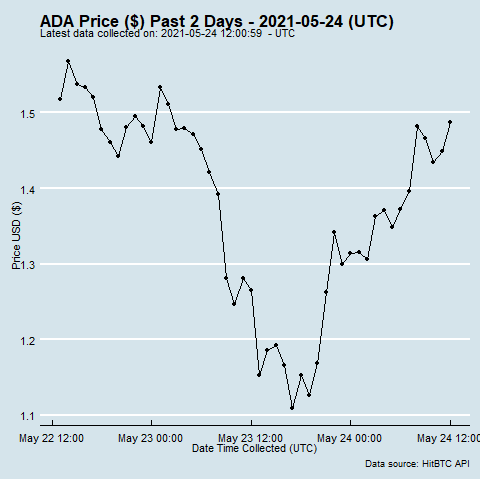 ADA Price ($) Past 2 Days - 2021-05-24 (UTC)
Latest data collected on: 2021-05-24 12:00:59 - UTC
Price USD ($)
1.5
1.4
1.3
1.2
1.1
May 22 12:00 May 23 00:00 May 23 12:00 May 24 00:00 May 24 12:00
Date Time Collected (UTC)
Data source: HitBTC API